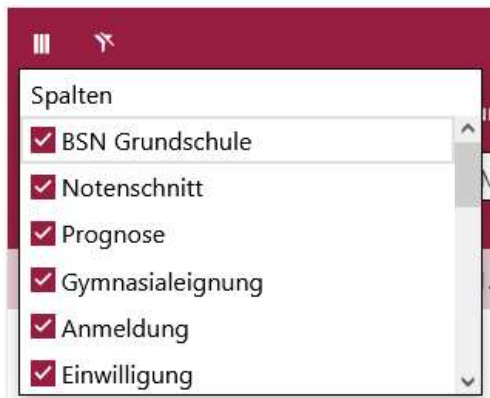 Spalten
BSN Grundschule
Notenschnitt
Prognose
Gymnasialeignung
Anmeldung
Einwilligung